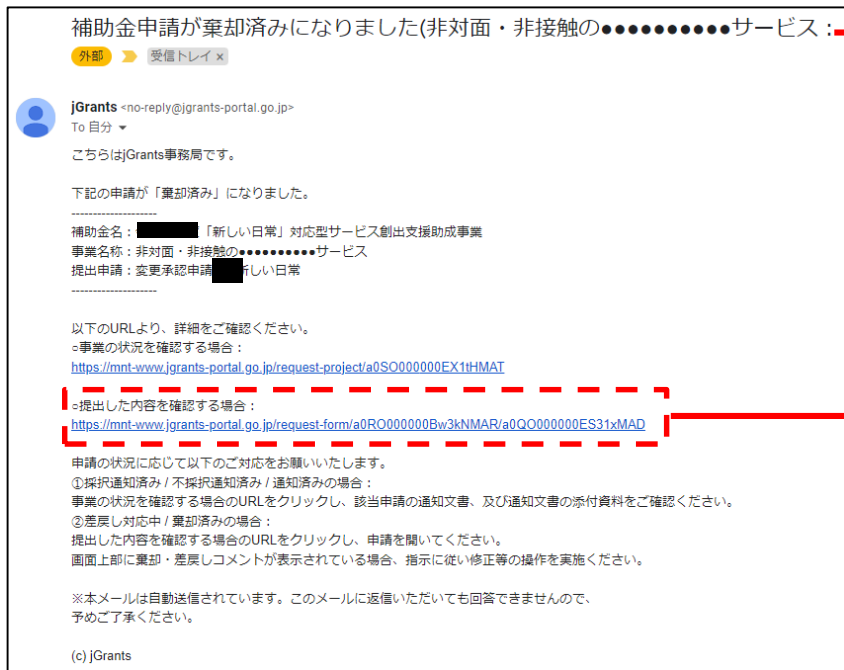 補助金申請が棄却済みになりました(非対面・非接触の●●●●●●●●●●サービス：
外部 受信トレイ ×
jGrants <no-reply@jgrants-portal.go.jp>
To 自分
こちらはjGrants事務局です。
下記の申請が「棄却済み」になりました。
--------------------
補助金名： 「新しい日常」対応型サービス創出支援助成事業
事業名称：非対面・非接触の●●●●●●●●●●サービス
提出申請：変更承認申請 新しい日常
--------------------
以下のURLより、詳細をご確認ください。
○事業の状況を確認する場合：
https://mnt-www.jgrants-portal.go.jp/request-project/a0SO000000EX1tHMAT
○提出した内容を確認する場合：
https://mnt-www.jgrants-portal.go.jp/request-form/a0RO000000Bw3kNMAR/a0QO000000ES31xMAD
申請の状況に応じて以下のご対応をお願いいたします。
①採択通知済み / 不採択通知済み / 通知済みの場合：
事業の状況を確認する場合のURLをクリックし、該当申請の通知文書、及び通知文書の添付資料をご確認ください。
②差戻し対応中 / 棄却済みの場合：
提出した内容を確認する場合のURLをクリックし、申請を開いてください。
画面上部に棄却・差戻しコメントが表示されている場合、指示に従い修正等の操作を実施ください。
※本メールは自動送信されています。このメールに返信いただいても回答できませんので、
予めご了承ください。
(c) jGrants